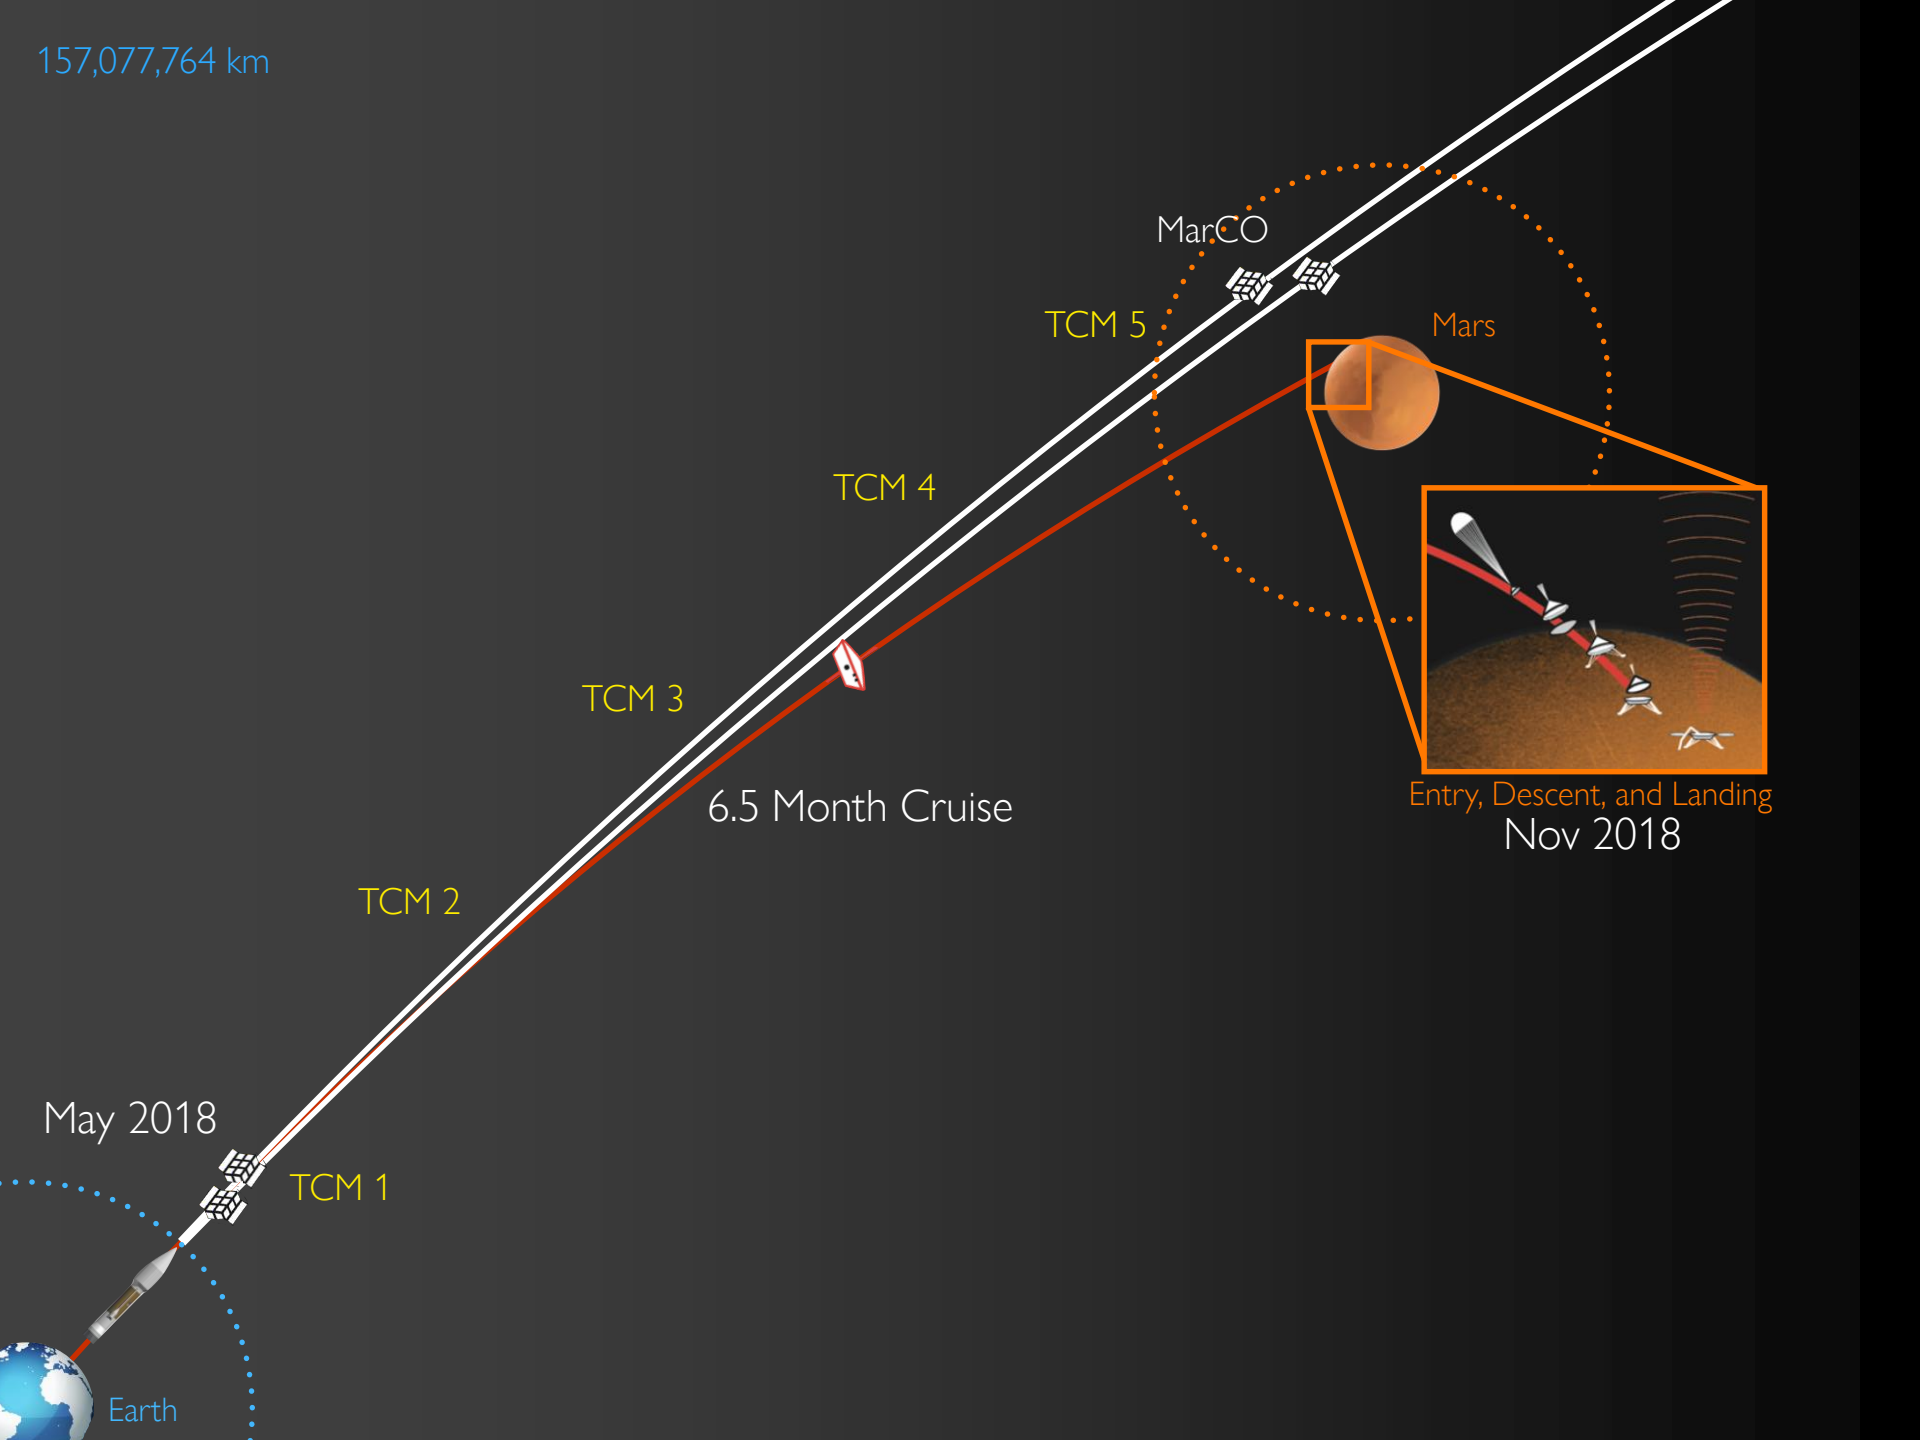 157,077,764 km
MarCO
TCM 5
Mars
TCM 4
TCM 3
6.5 Month Cruise
Entry, Descent, and Landing
Nov 2018
TCM 2
May 2018
TCM 1
Earth